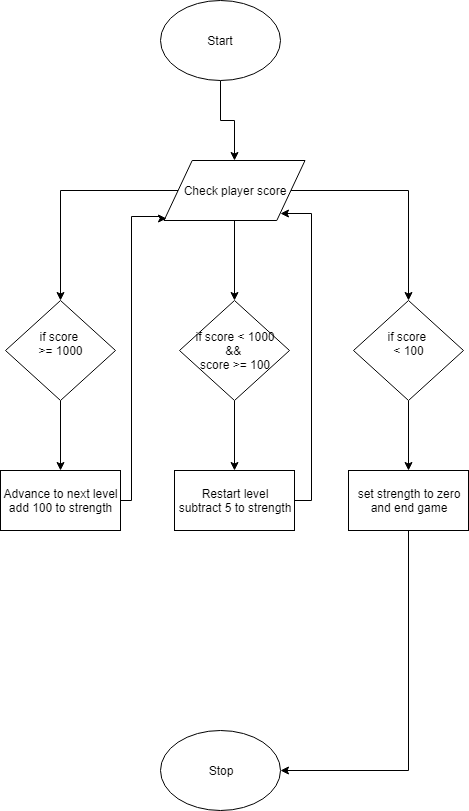 Start
Check player score
if score
>= 1000
if score < 1000
&&
score >= 100
if score
< 100
Advance to next level
add 100 to strength
Restart level
subtract 5 to strength
set strength to zero
and end game
Stop